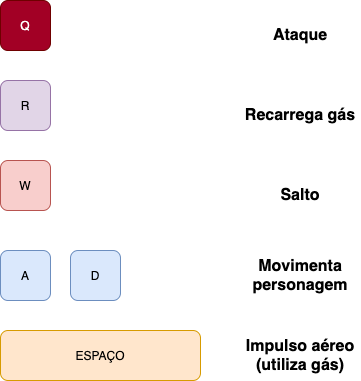 Q
Ataque
R
Recarrega gás
W
Salto
A
D
Movimenta
personagem
ESPAÇO
Impulso aéreo
(utiliza gás)